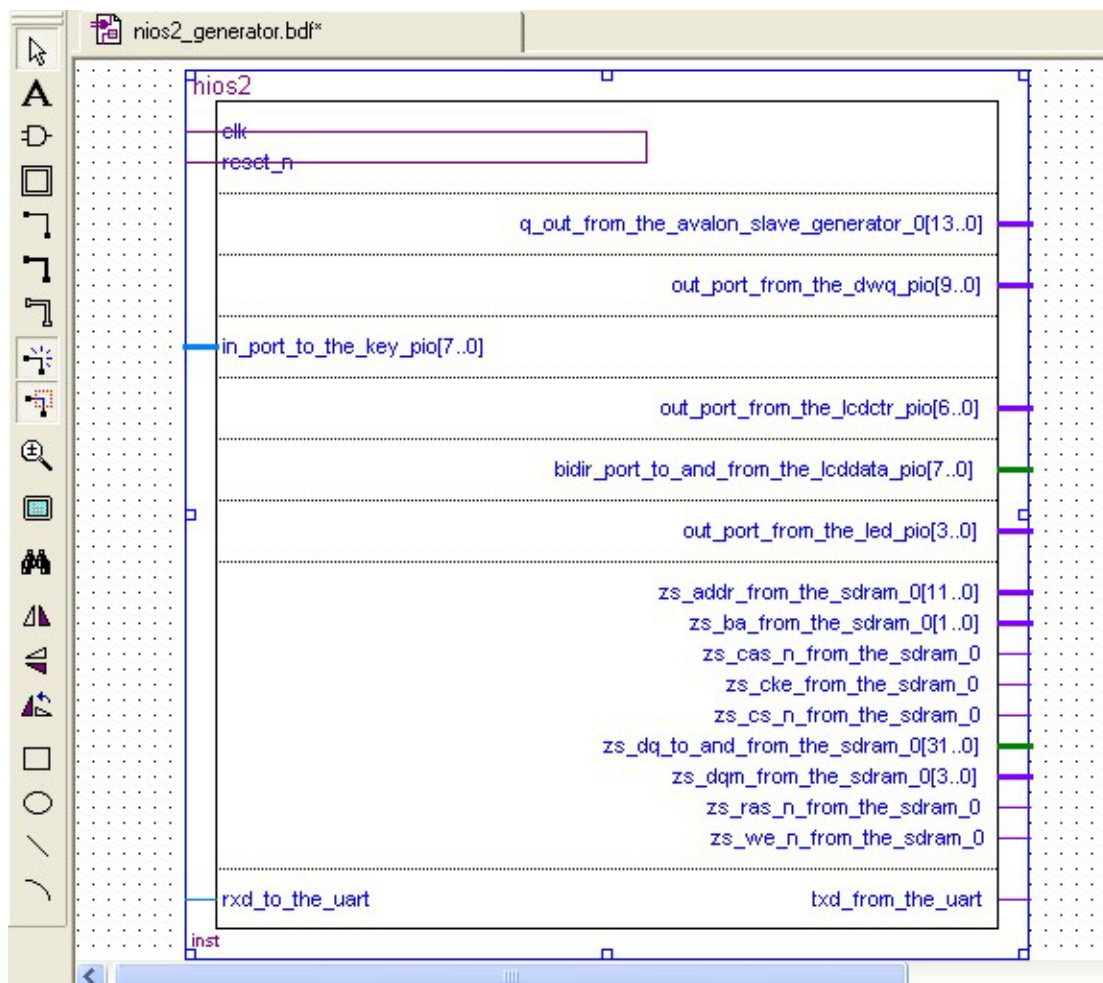 nios2_generator.bdf*
nios2
clk
reset_n
q_out_from_the_avalon_slave_generator_0[13..0]
out_port_from_the_dwq_pio[9..0]
in_port_to_the_key_pio[7..0]
out_port_from_the_lcdctr_pio[6..0]
bidir_port_to_and_from_the_lcddata_pio[7..0]
out_port_from_the_led_pio[3..0]
zs_addr_from_the_sdram_0[11..0]
zs_ba_from_the_sdram_0[1..0]
zs_cas_n_from_the_sdram_0
zs_cke_from_the_sdram_0
zs_cs_n_from_the_sdram_0
zs_dq_to_and_from_the_sdram_0[31..0]
zs_dqm_from_the_sdram_0[3..0]
zs_ras_n_from_the_sdram_0
zs_we_n_from_the_sdram_0
rxd_to_the_uart txd_from_the_uart
inst